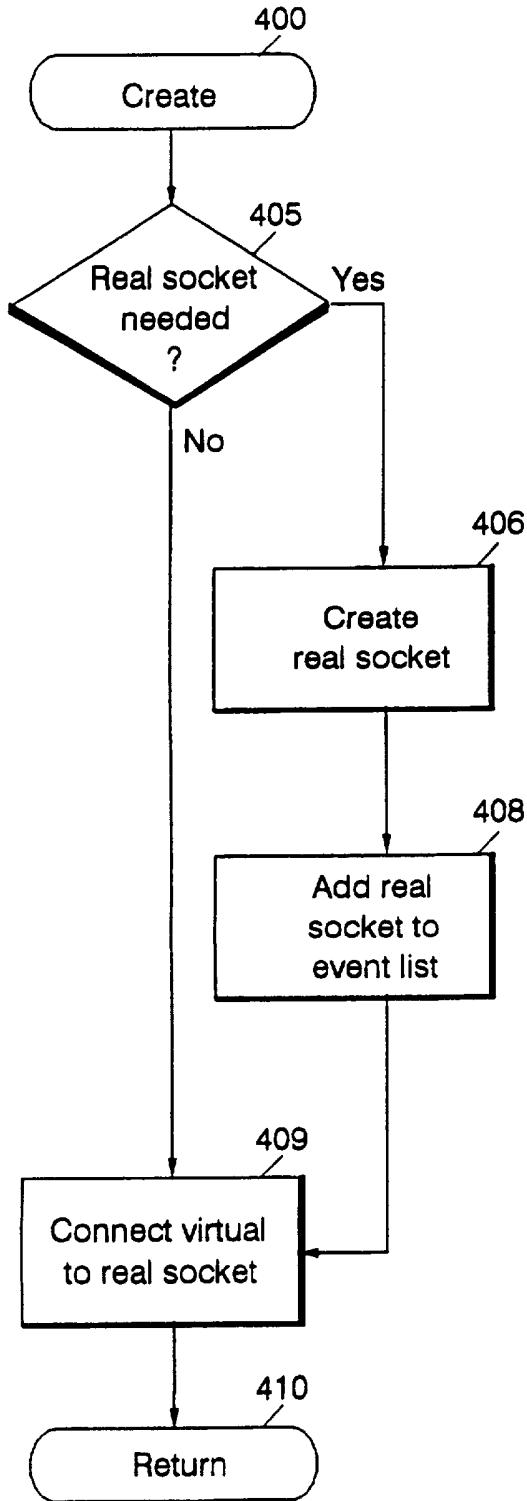 400
Create
405
Real socket
needed
?
Yes
No
406
Create
real socket
408
Add real
socket to
event list
409
Connect virtual
to real socket
410
Return